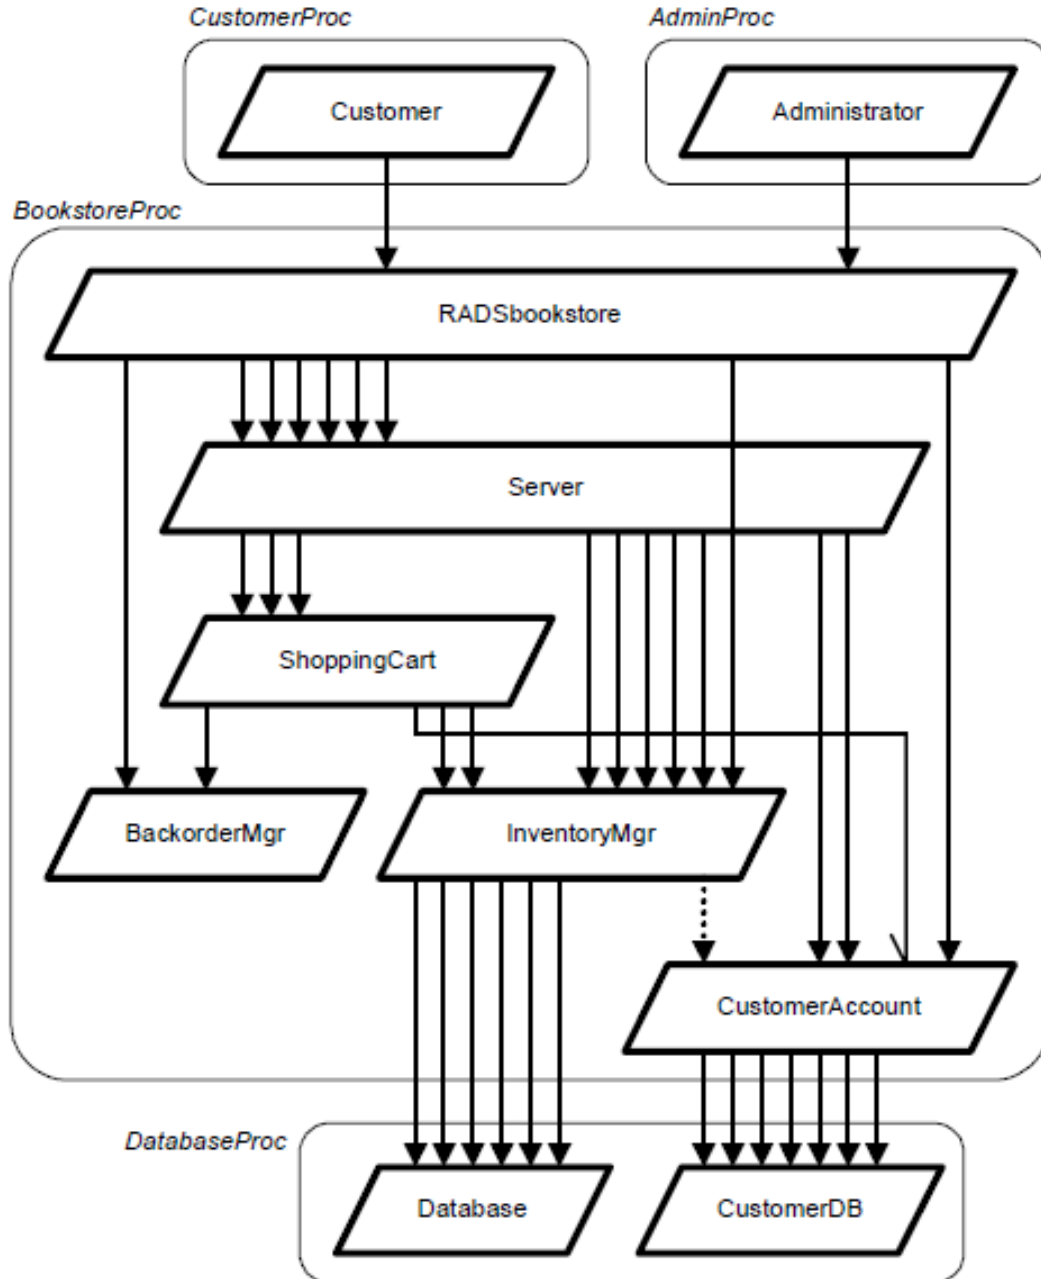 CustomerProc
AdminProc
Customer
Administrator
BookstoreProc
RADSbookstore
Server
ShoppingCart
BackorderMgr
InventoryMgr
CustomerAccount
DatabaseProc
Database
CustomerDB